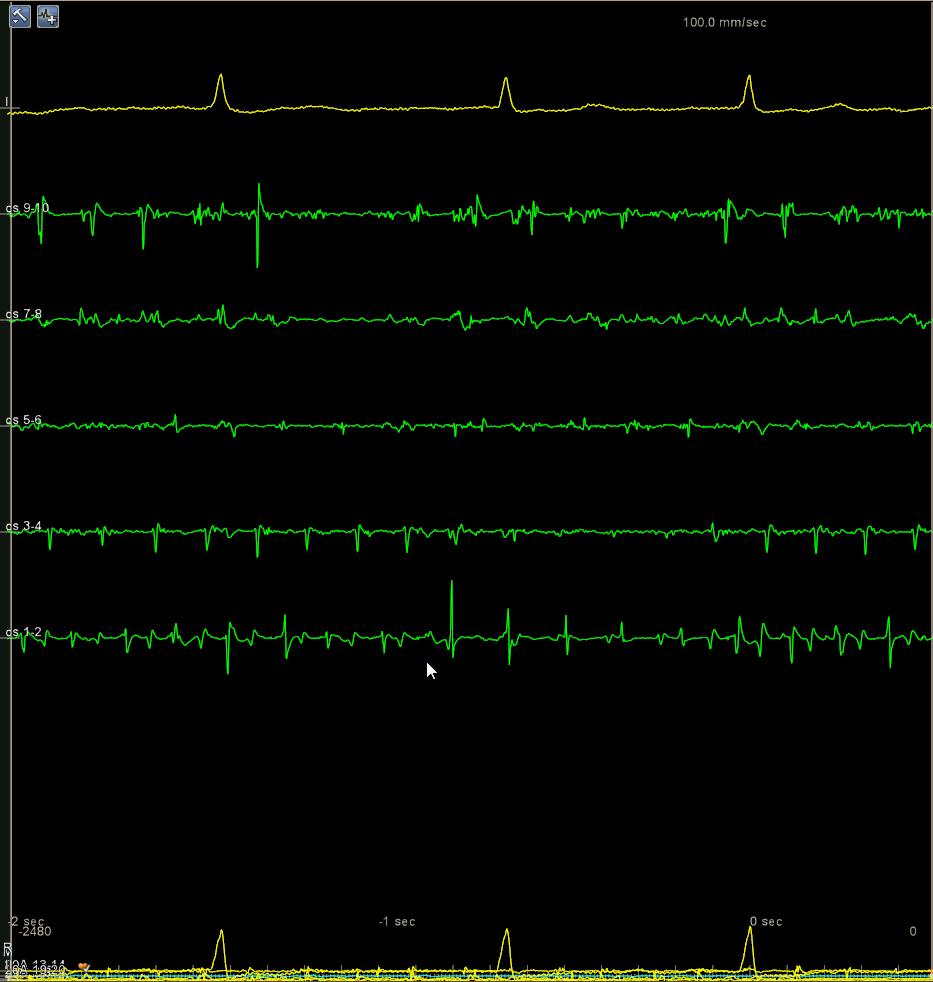 100.0 mm/sec
I
cs 9-10
cs 7-8
cs 5-6
cs 3-4
cs 1-2
-2 sec
-1 sec
0 sec
-2480
0